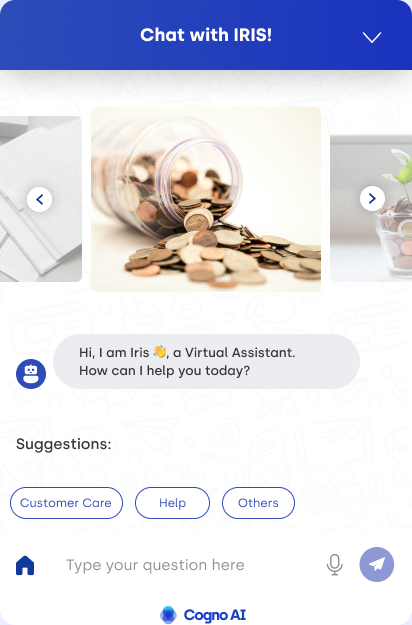 Chat with IRIS!
Hi, I am Iris 👋, a Virtual Assistant.
How can I help you today?
Suggestions:
Customer Care
Help
Others
Type your question here
Cogno AI